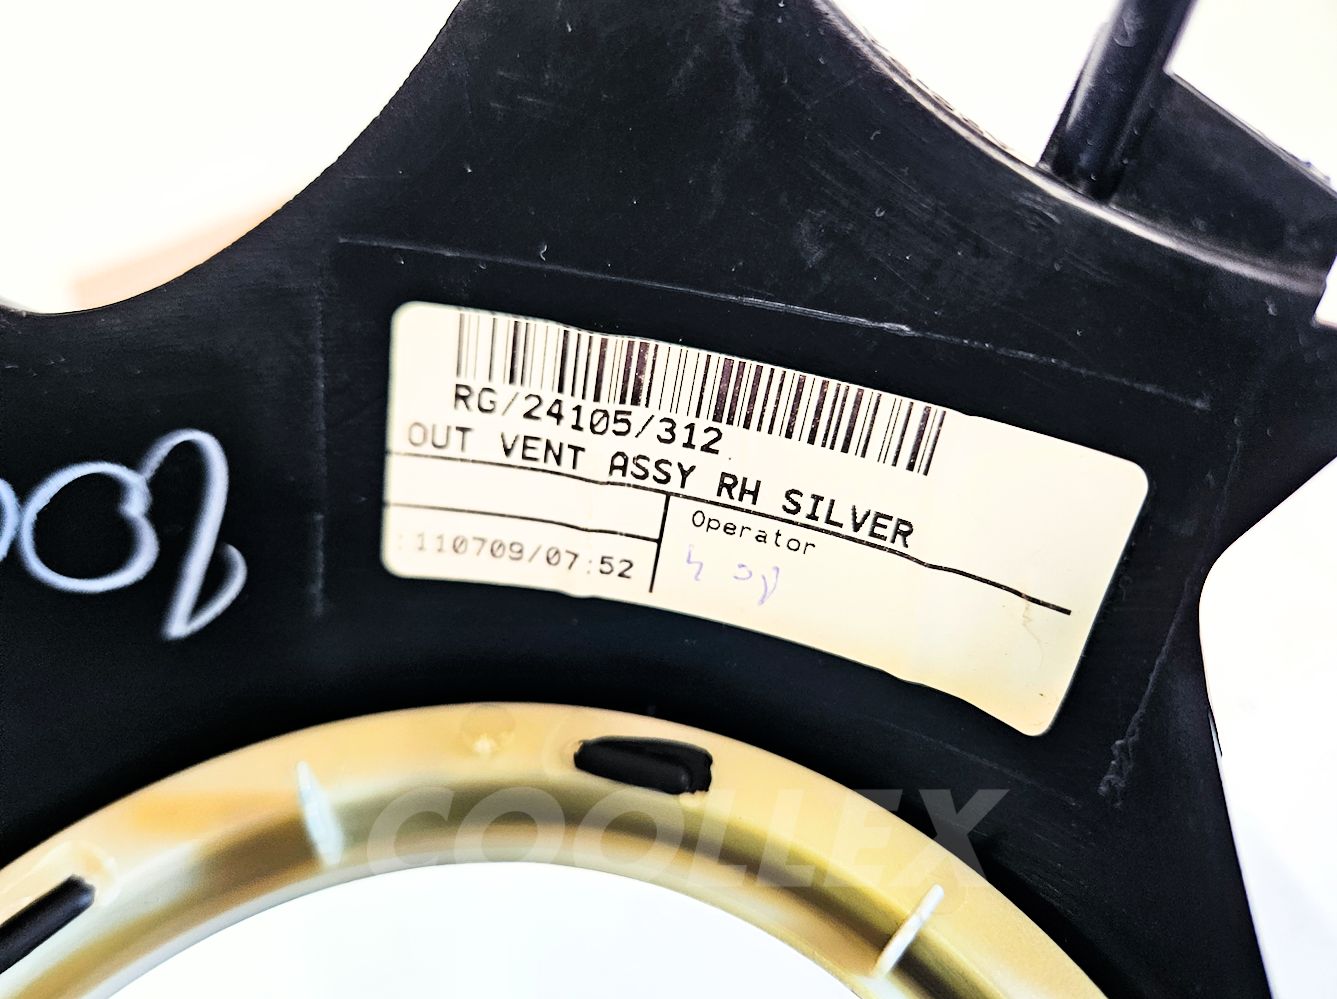 RG/24105/312
OUT VENT ASSY RH SILVER
Operator
110709/07:52
COOLLEX